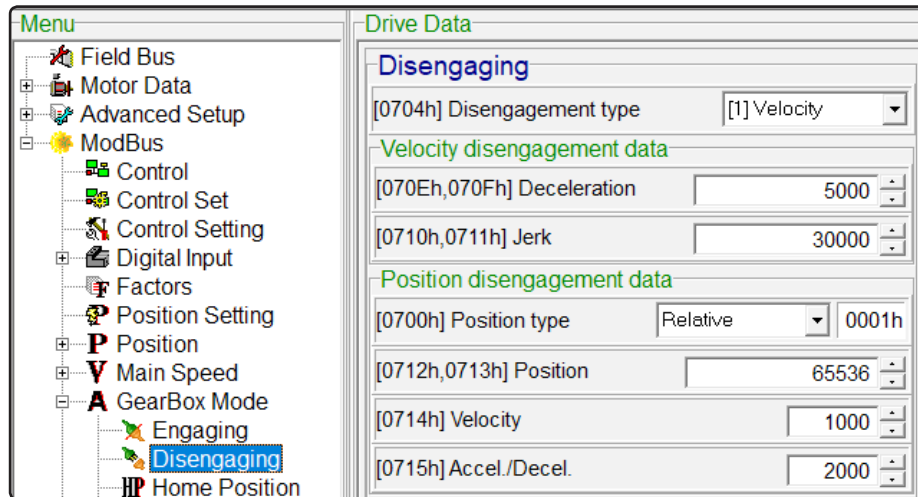 Menu
Field Bus
Motor Data
Advanced Setup
ModBus
Control
Control Set
Control Setting
Digital Input
Factors
Position Setting
P Position
V Main Speed
A GearBox Mode
Engaging
Disengaging
HP Home Position
Drive Data
Disengaging
[0704h] Disengagement type [1] Velocity
Velocity disengagement data
[070Eh,070Fh] Deceleration 5000
[0710h,0711h] Jerk 30000
Position disengagement data
[0700h] Position type Relative 0001h
[0712h,0713h] Position 65536
[0714h] Velocity 1000
[0715h] Accel./Decel. 2000